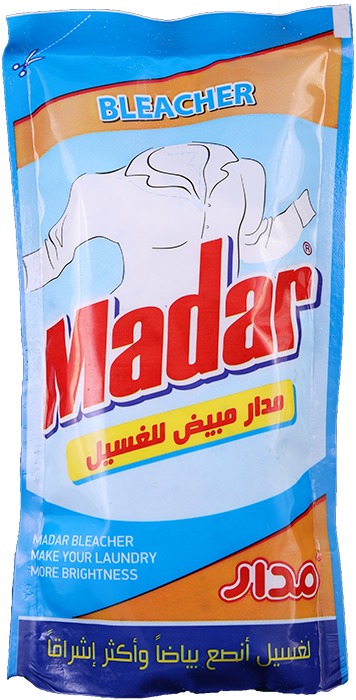 BLEACHER
Madar®
مدار مبيض للغسيل
MADAR BLEACHER
MAKE YOUR LAUNDRY
MORE BRIGHTNESS
مدار
لغسيل أنصع بياضاً وأكثر إشراقاً